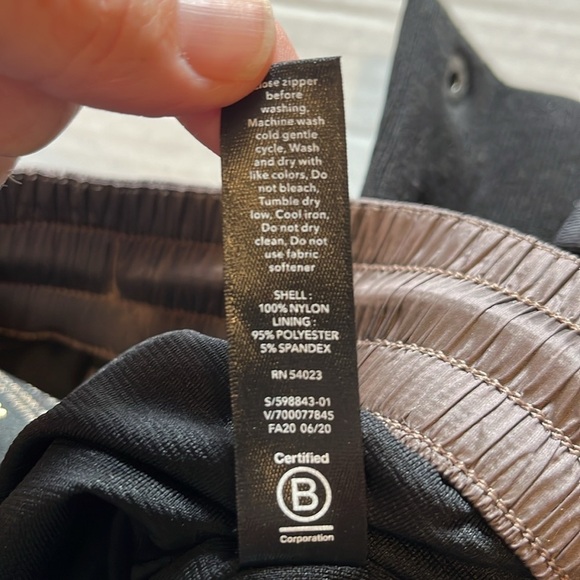 zipper
before
washing,
Machine wash
cold gentle
cycle, Wash
and dry with
like colors, Do
not bleach,
Tumble dry
low, Cool iron,
Do not dry
clean, Do not
use fabric
softener
SHELL :
100% NYLON
LINING :
95% POLYESTER
5% SPANDEX
RN 54023
S/598843-01
V/700077845
FA20 06/20
Certified
B
Corporation